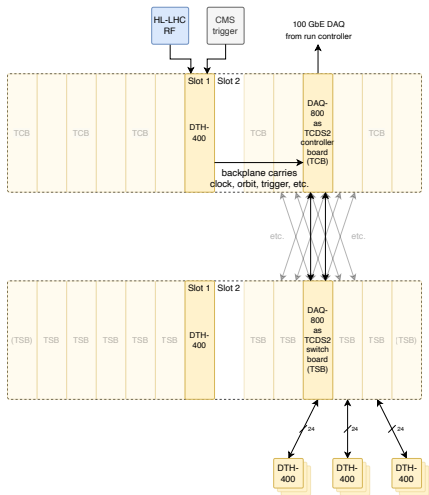 HL-LHC
RF
CMS
trigger
100 GbE DAQ
from run controller
Slot 1
Slot 2
TCB
TCB
TCB
DTH-
400
TCB
DAQ-
800
as
TCDS2
controller
board
(TCB)
TCB
backplane carries
clock, orbit, trigger, etc.
etc.
etc.
Slot 1
Slot 2
(TSB)
TSB
TSB
TSB
TSB
TSB
DTH-
400
TSB
TSB
DAQ-
800
as
TCDS2
switch
board
(TSB)
TSB
TSB
(TSB)
24
24
24
DTH-
400
DTH-
400
DTH-
400